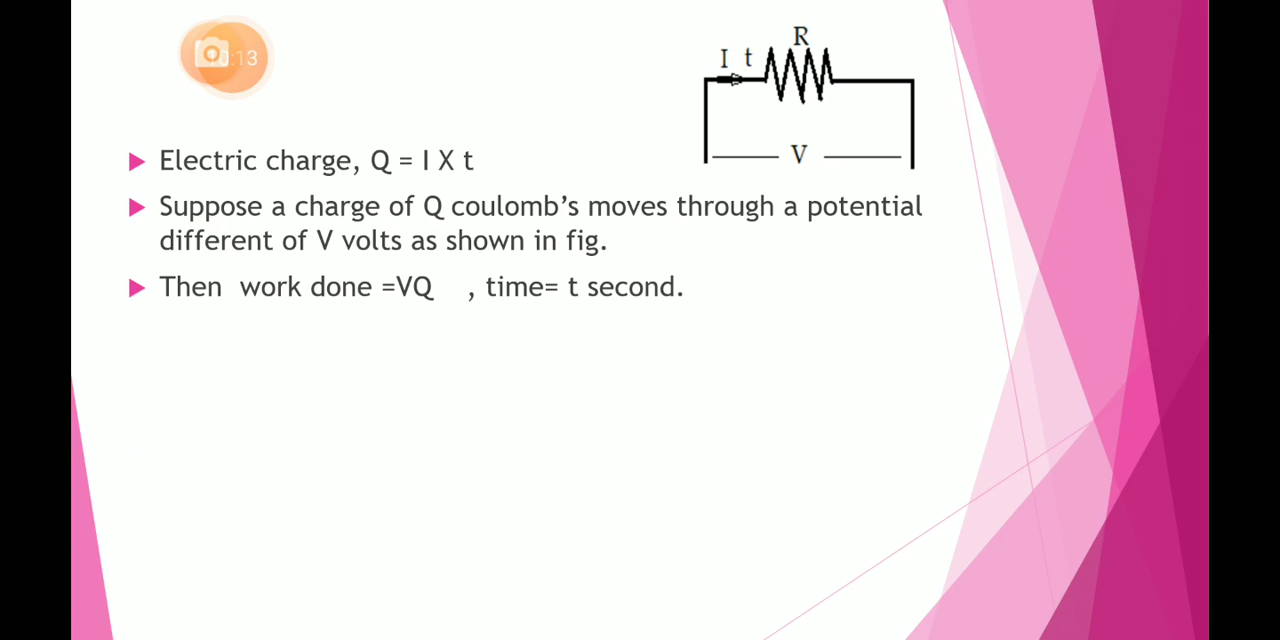 R
I t
V
Electric charge, Q = I X t
Suppose a charge of Q coulomb’s moves through a potential
different of V volts as shown in fig.
Then work done =VQ , time= t second.